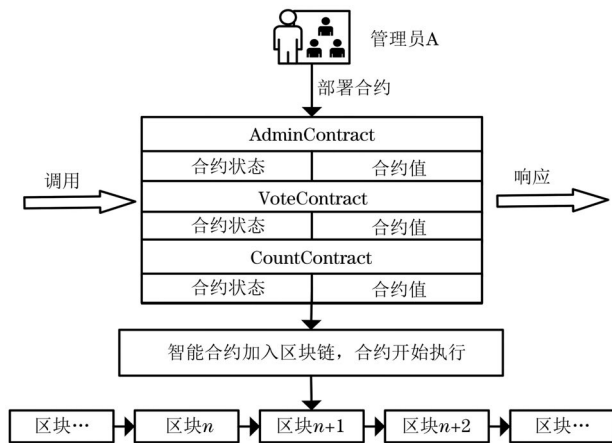 管理员A
部署合约
AdminContract
合约状态 合约值
调用
响应
VoteContract
合约状态 合约值
CountContract
合约状态 合约值
智能合约加入区块链，合约开始执行
区块… 区块n 区块n+1 区块n+2 区块…